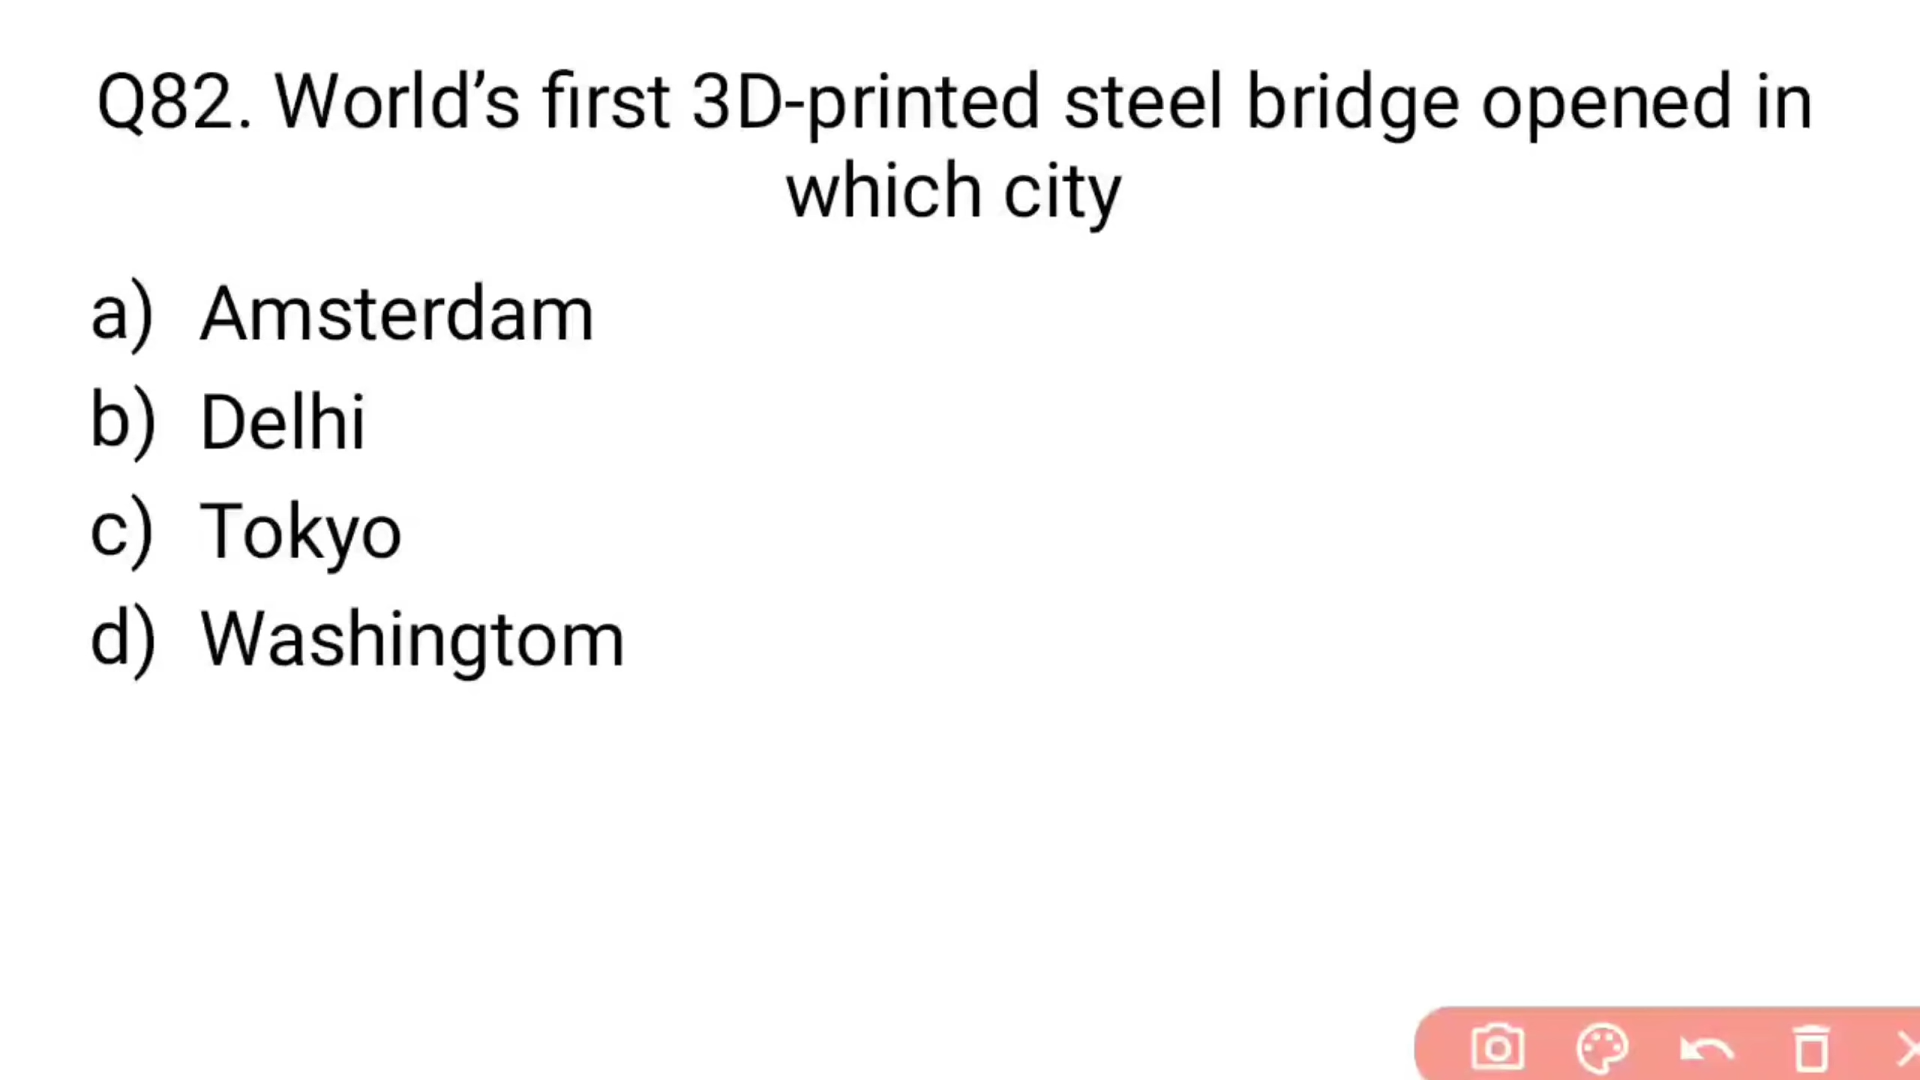 Q82. World’s first 3D-printed steel bridge opened in
which city
a) Amsterdam
b) Delhi
c) Tokyo
d) Washingtom